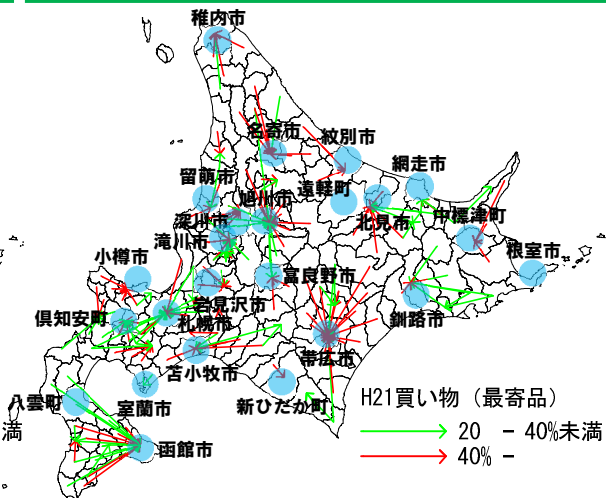 稚内市
名寄市
紋別市
留萌市
遠軽町
網走市
旭川市
深川市
北見市
中標津町
滝川市
小樽市
富良野市
根室市
岩見沢市
倶知安町
札幌市
釧路市
帯広市
苫小牧市
八雲町
室蘭市
新ひだか町
函館市
満
H21買い物（最寄品）
20 － 40%未満
40%－